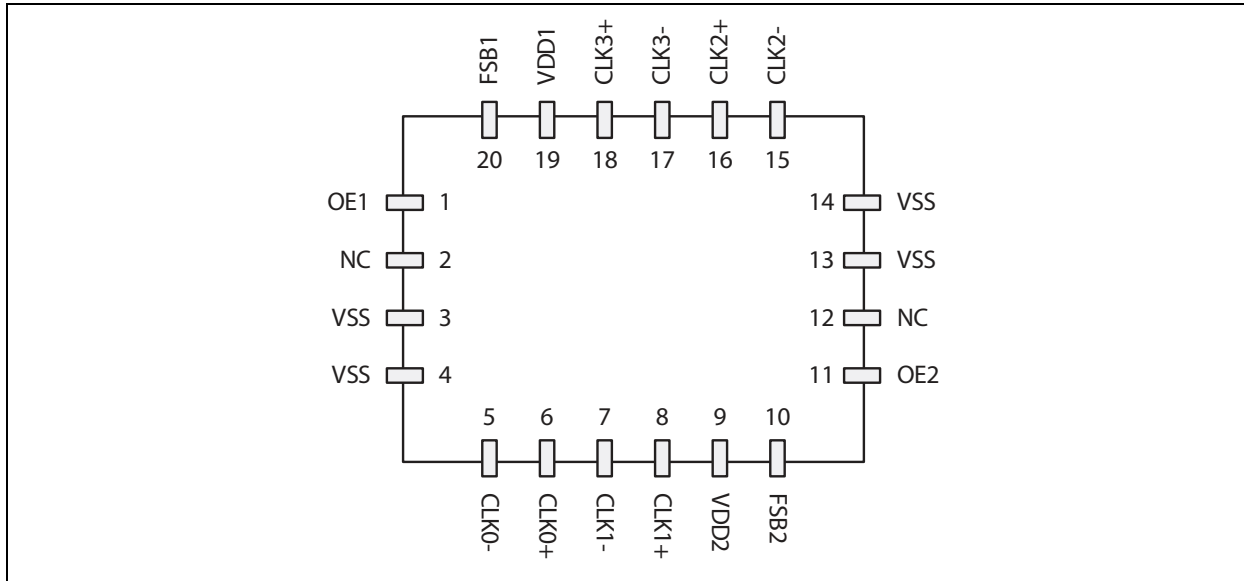 FSB1 VDD1 CLK3+ CLK3- CLK2+ CLK2-
20 19 18 17 16 15
OE1 1 14 VSS
NC 2 13 VSS
VSS 3 12 NC
VSS 4 11 OE2
5 6 7 8 9 10
CLK0- CLK0+ CLK1- CLK1+ VDD2 FSB2